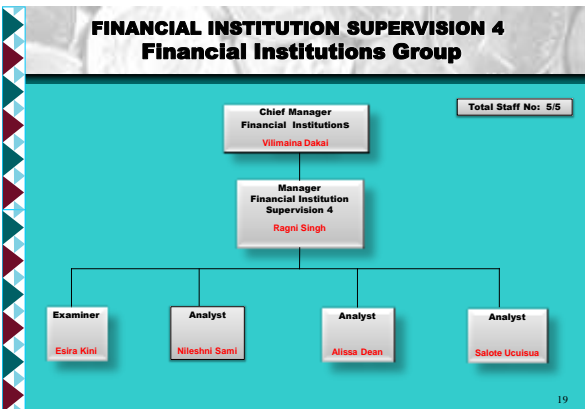 FINANCIAL INSTITUTION SUPERVISION 4
Financial Institutions Group
Total Staff No: 5/5
Chief Manager
Financial Institutions
Vilimaina Dakai
Manager
Financial Institution
Supervision 4
Ragni Singh
Examiner
Esira Kini
Analyst
Nileshni Sami
Analyst
Alissa Dean
Analyst
Salote Ucuisua
19